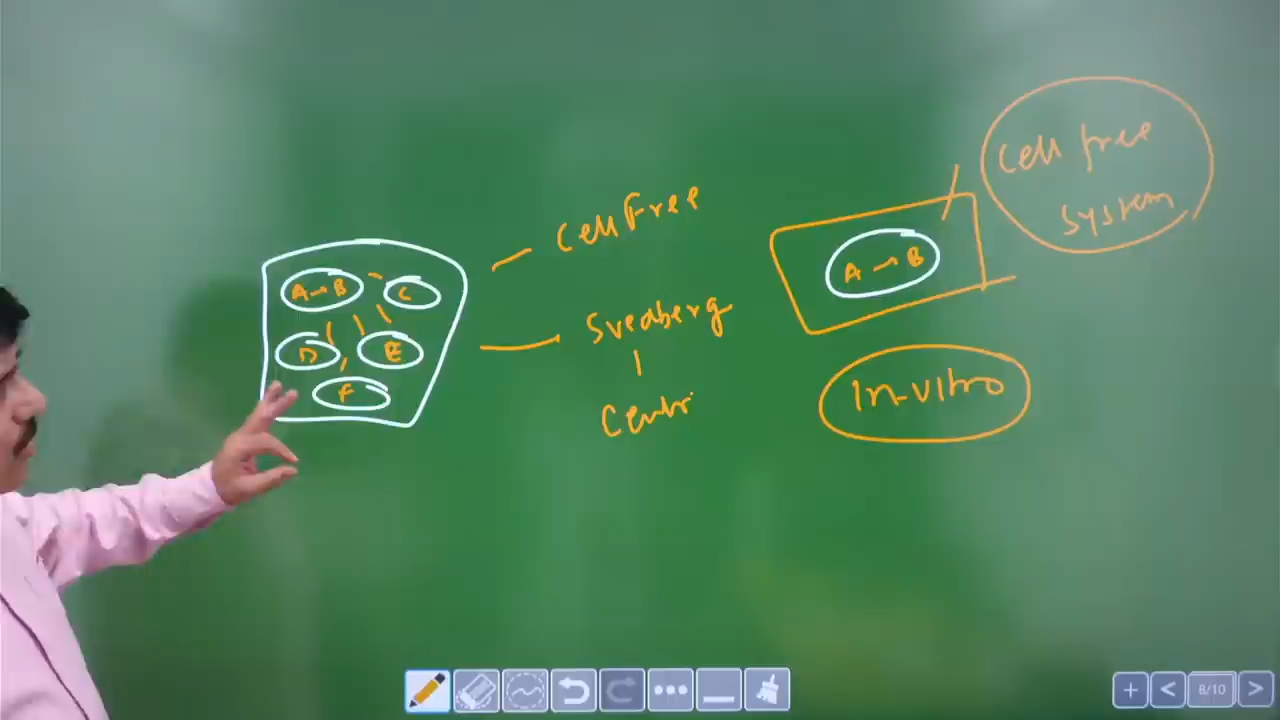 A → B
C
D
E
F
Cell Free
Svedberg
Centri
A → B
Cell free
system
In-vitro
8/10